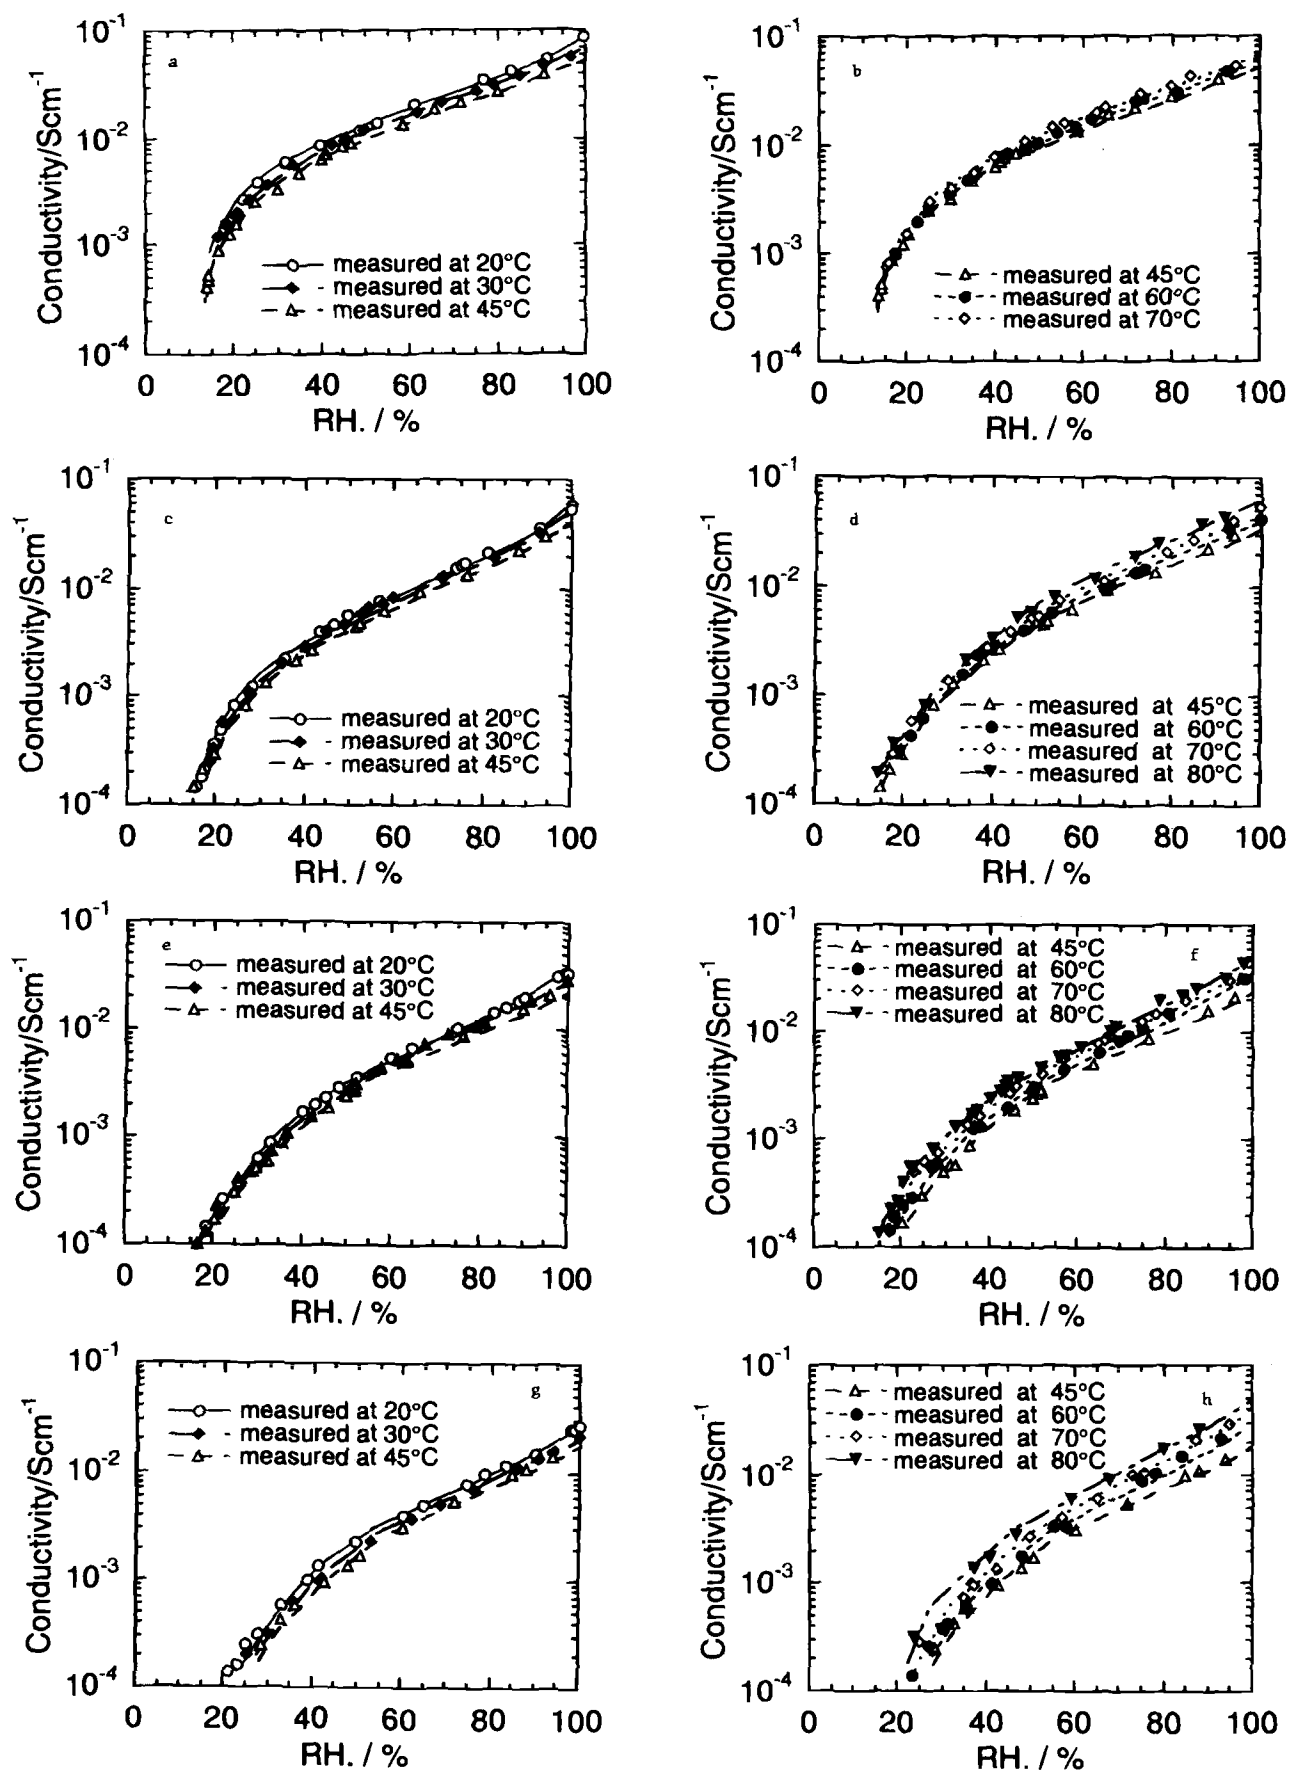 10⁻¹
a
10⁻²
10⁻³
10⁻⁴
Conductivity/Scm⁻¹
measured at 20°C
measured at 30°C
measured at 45°C
0 20 40 60 80 100
RH. / %
10⁻¹
b
10⁻²
10⁻³
10⁻⁴
Conductivity/Scm⁻¹
measured at 45°C
measured at 60°C
measured at 70°C
0 20 40 60 80 100
RH. / %
10⁻¹
c
10⁻²
10⁻³
10⁻⁴
Conductivity/Scm⁻¹
measured at 20°C
measured at 30°C
measured at 45°C
0 20 40 60 80 100
RH. / %
10⁻¹
d
10⁻²
10⁻³
10⁻⁴
Conductivity/Scm⁻¹
measured at 45°C
measured at 60°C
measured at 70°C
measured at 80°C
0 20 40 60 80 100
RH. / %
10⁻¹
e
10⁻²
10⁻³
10⁻⁴
Conductivity/Scm⁻¹
measured at 20°C
measured at 30°C
measured at 45°C
0 20 40 60 80 100
RH. / %
10⁻¹
f
10⁻²
10⁻³
10⁻⁴
Conductivity/Scm⁻¹
measured at 45°C
measured at 60°C
measured at 70°C
measured at 80°C
0 20 40 60 80 100
RH. / %
10⁻¹
g
10⁻²
10⁻³
10⁻⁴
Conductivity/Scm⁻¹
measured at 20°C
measured at 30°C
measured at 45°C
0 20 40 60 80 100
RH. / %
10⁻¹
h
10⁻²
10⁻³
10⁻⁴
Conductivity/Scm⁻¹
measured at 45°C
measured at 60°C
measured at 70°C
measured at 80°C
0 20 40 60 80 100
RH. / %